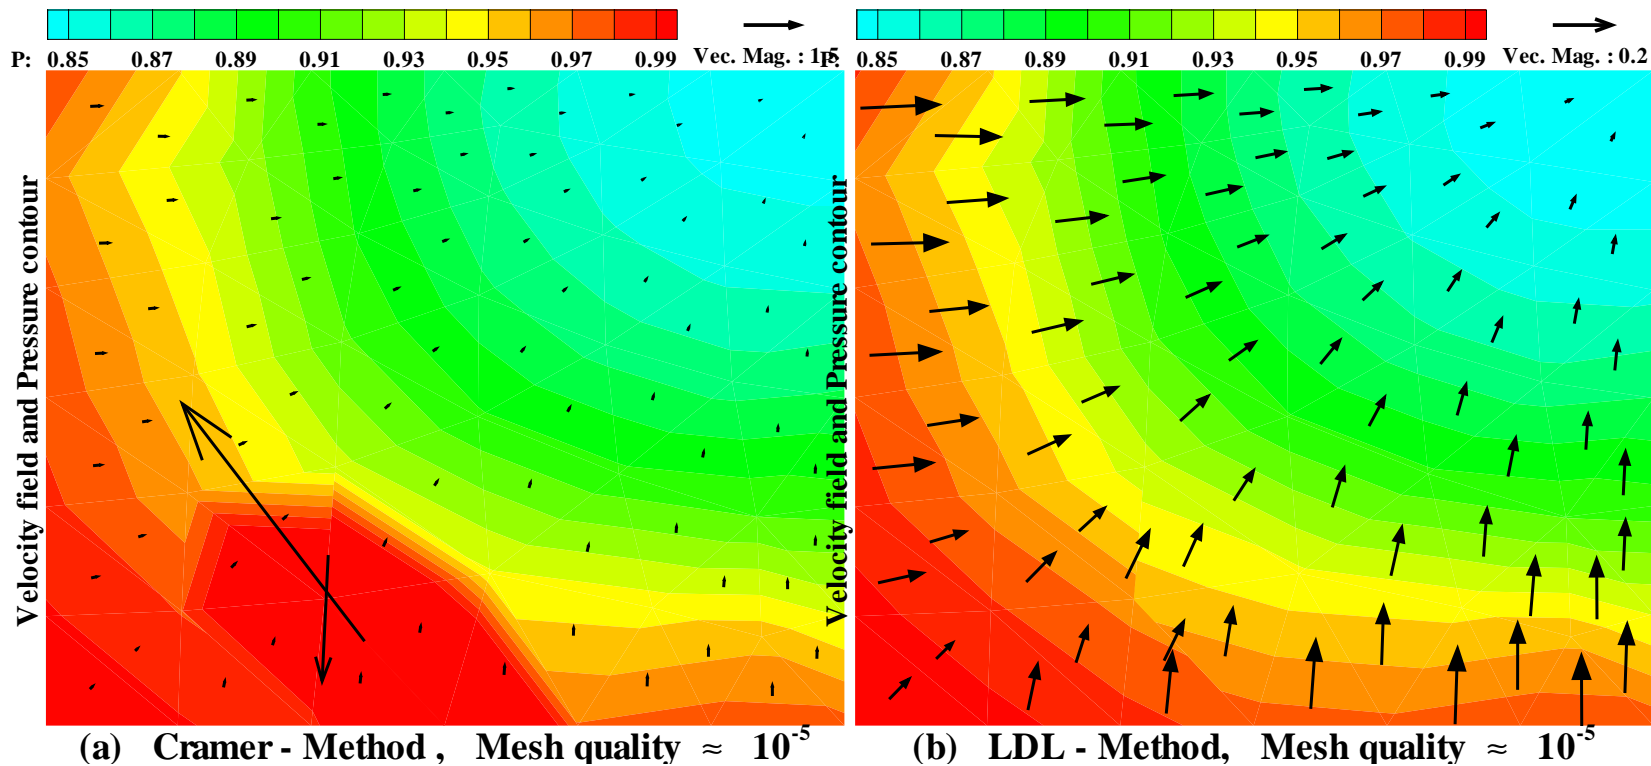 P: 0.85 0.87 0.89 0.91 0.93 0.95 0.97 0.99 Vec. Mag. : 1.5
P: 0.85 0.87 0.89 0.91 0.93 0.95 0.97 0.99 Vec. Mag. : 0.2
Velocity field and Pressure contour
Velocity field and Pressure contour
(a) Cramer - Method , Mesh quality ≈ 10⁻⁵
(b) LDL - Method, Mesh quality ≈ 10⁻⁵